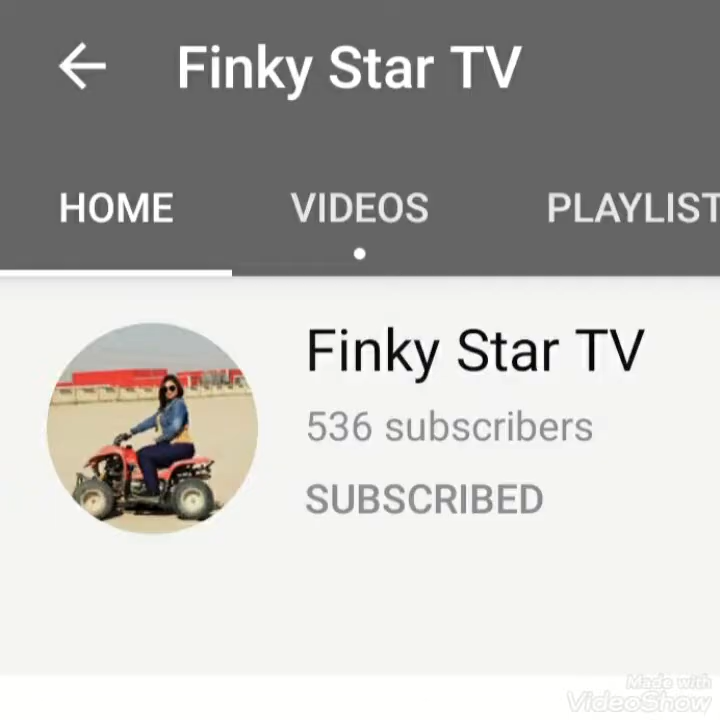 Finky Star TV
HOME VIDEOS PLAYLIST
Finky Star TV
536 subscribers
SUBSCRIBED
Made with
VideoShow